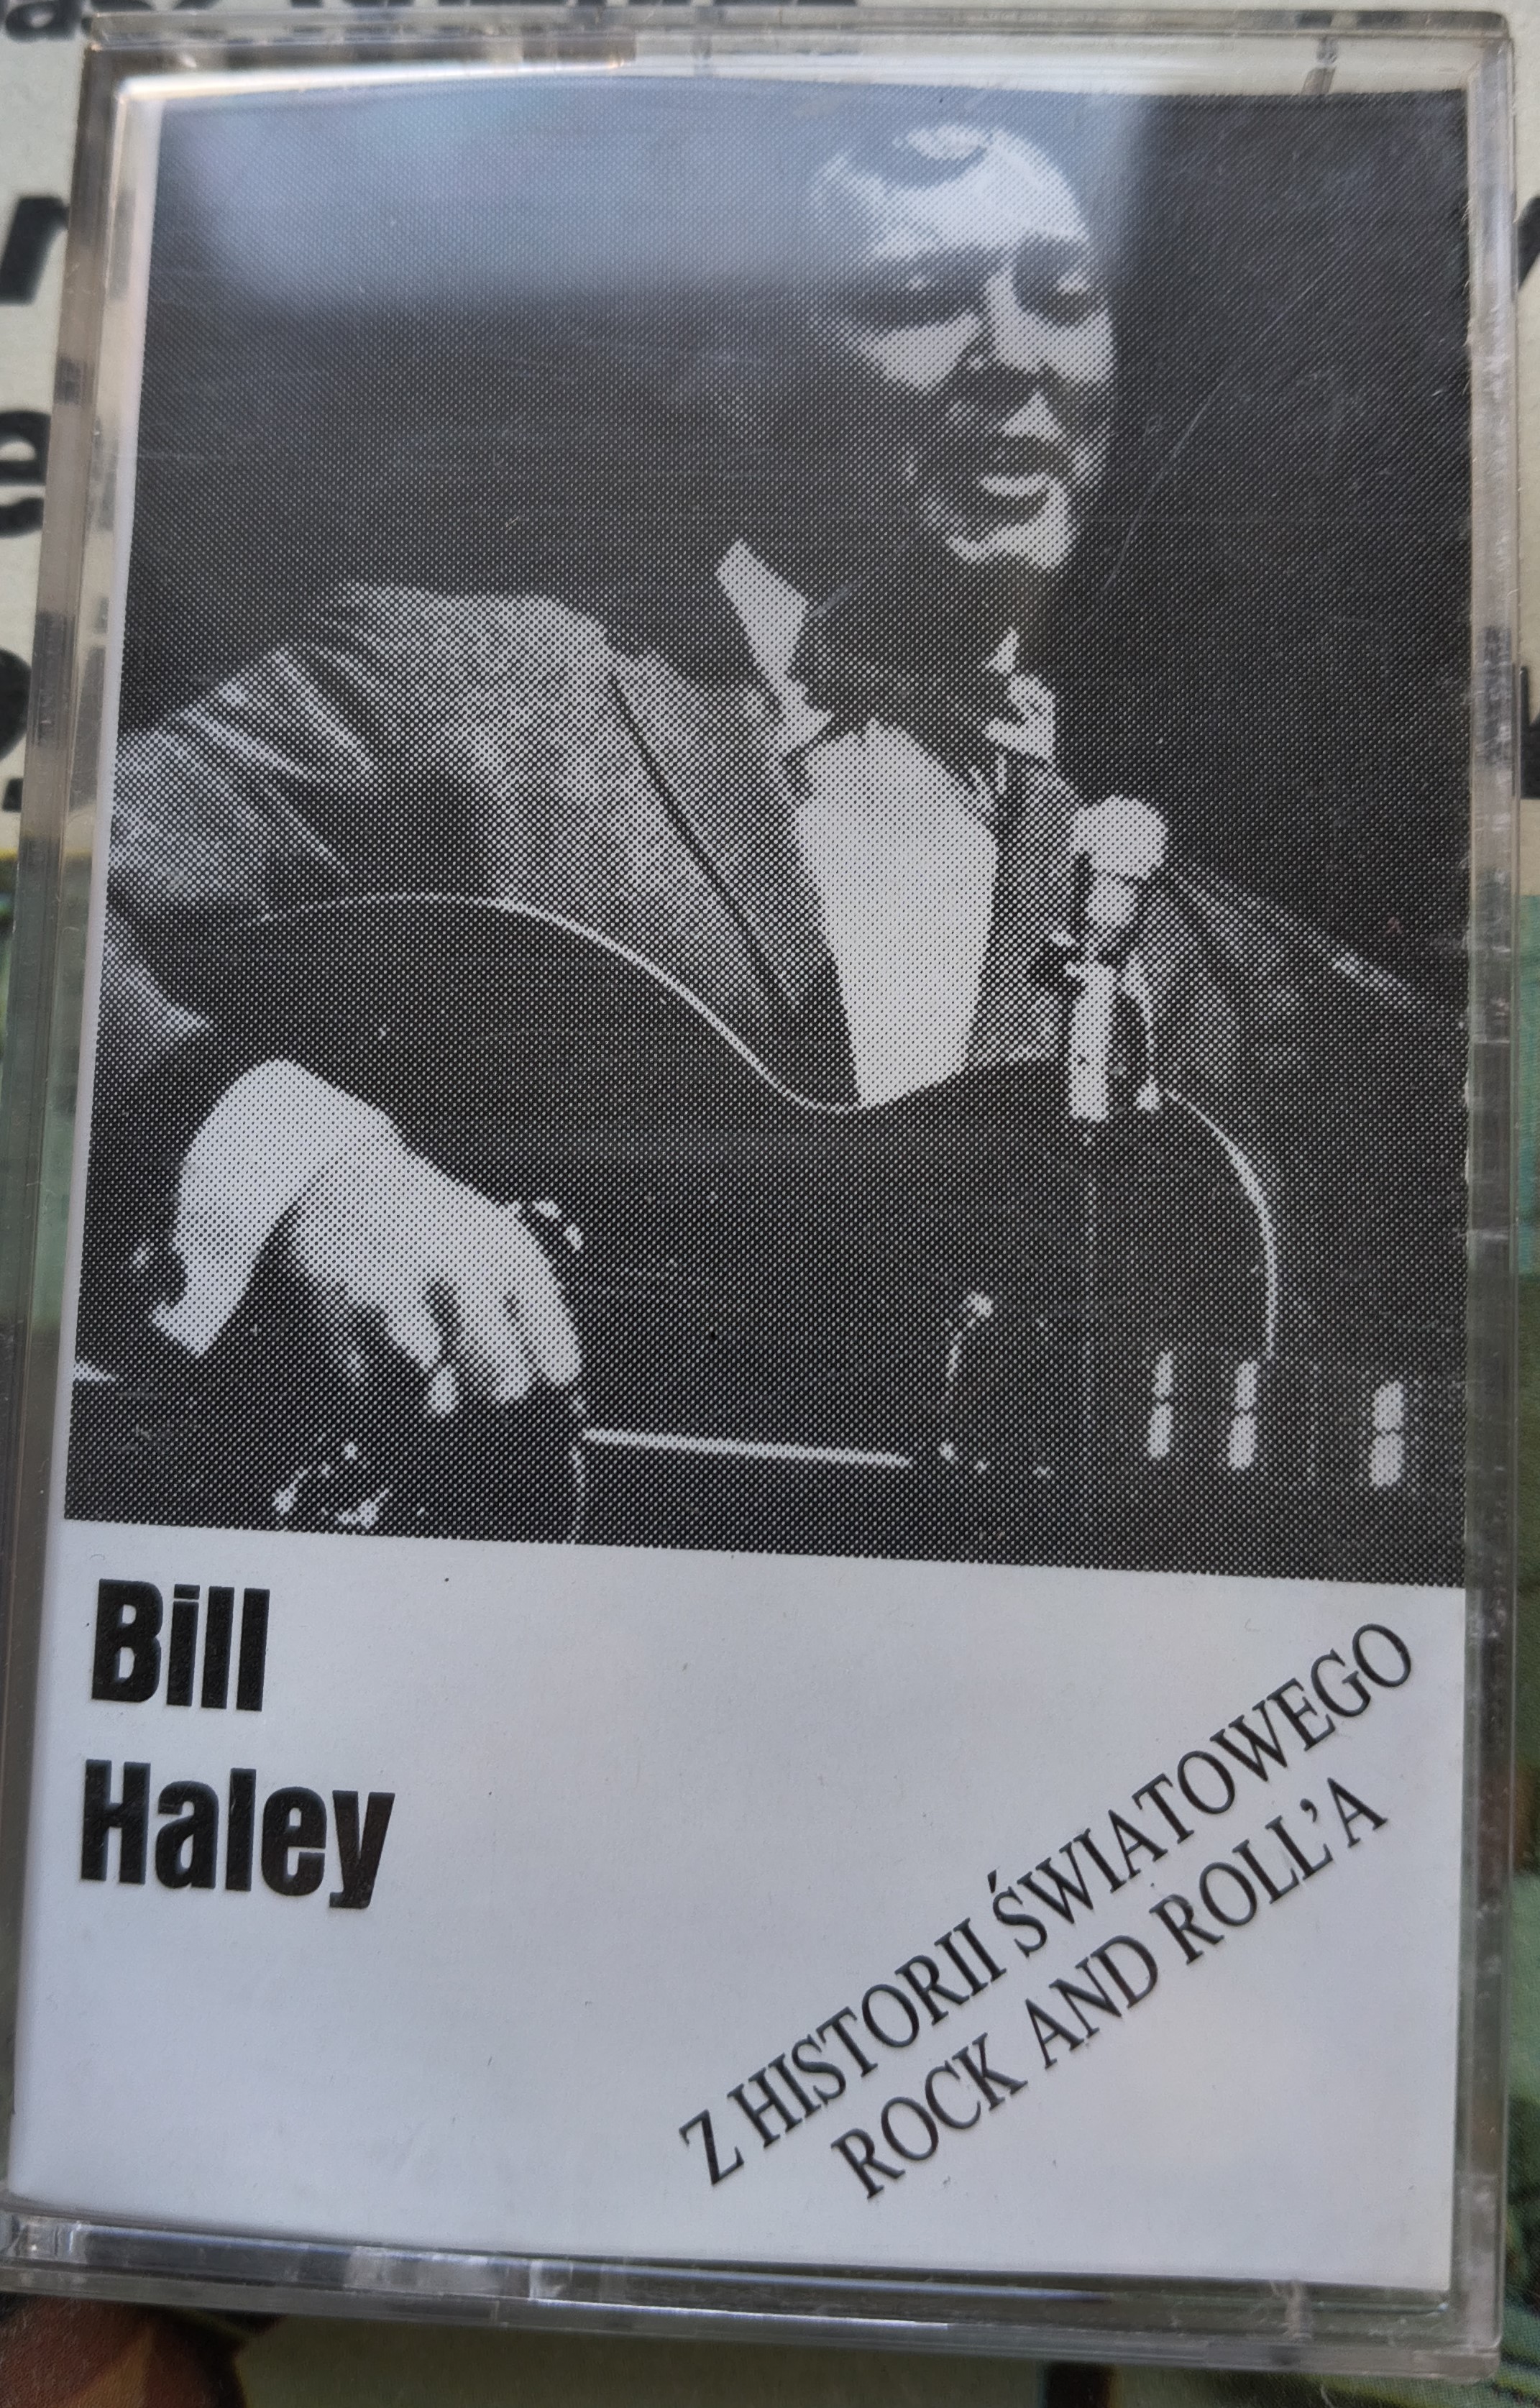 Bill
Haley
Z HISTORII ŚWIATOWEGO
ROCK AND ROLL'A